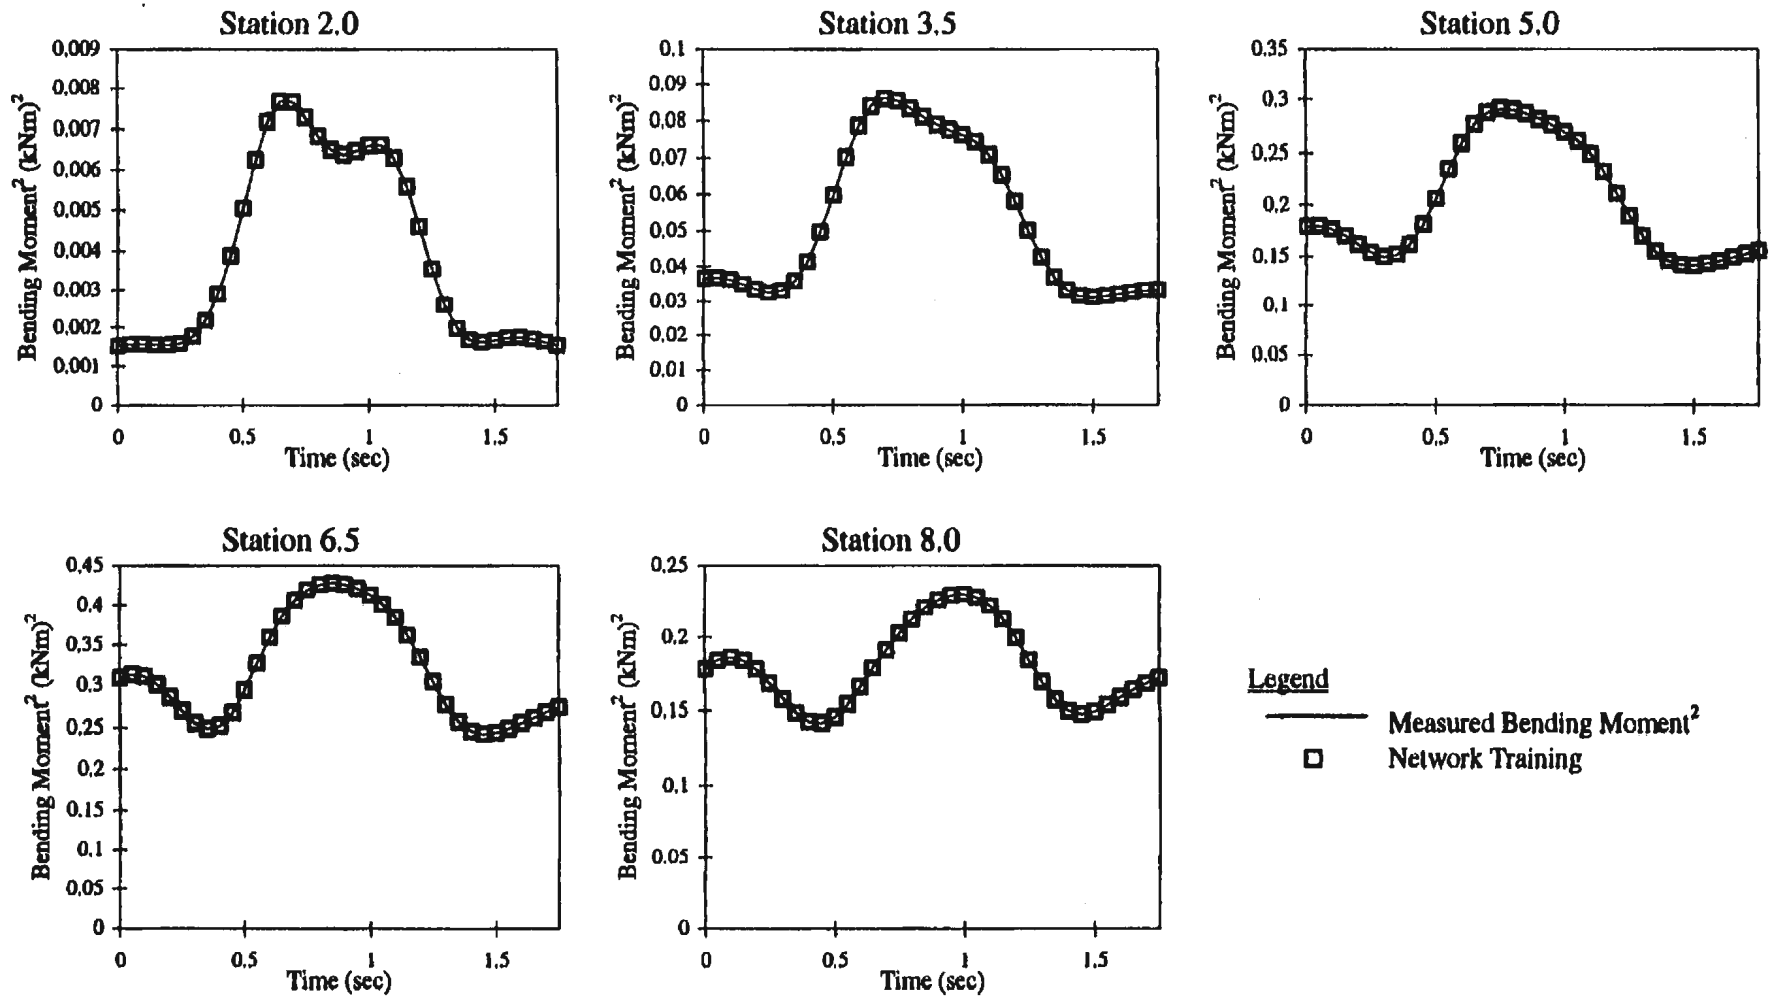 Station 2.0
Bending Moment² (kNm)²
0.009
0.008
0.007
0.006
0.005
0.004
0.003
0.002
0.001
0
0 0.5 1 1.5
Time (sec)
Station 3.5
Bending Moment² (kNm)²
0.1
0.09
0.08
0.07
0.06
0.05
0.04
0.03
0.02
0.01
0
0 0.5 1 1.5
Time (sec)
Station 5.0
Bending Moment² (kNm)²
0.35
0.3
0.25
0.2
0.15
0.1
0.05
0
0 0.5 1 1.5
Time (sec)
Station 6.5
Bending Moment² (kNm)²
0.45
0.4
0.35
0.3
0.25
0.2
0.15
0.1
0.05
0
0 0.5 1 1.5
Time (sec)
Station 8.0
Bending Moment² (kNm)²
0.25
0.2
0.15
0.1
0.05
0
0 0.5 1 1.5
Time (sec)
Legend
Measured Bending Moment²
Network Training